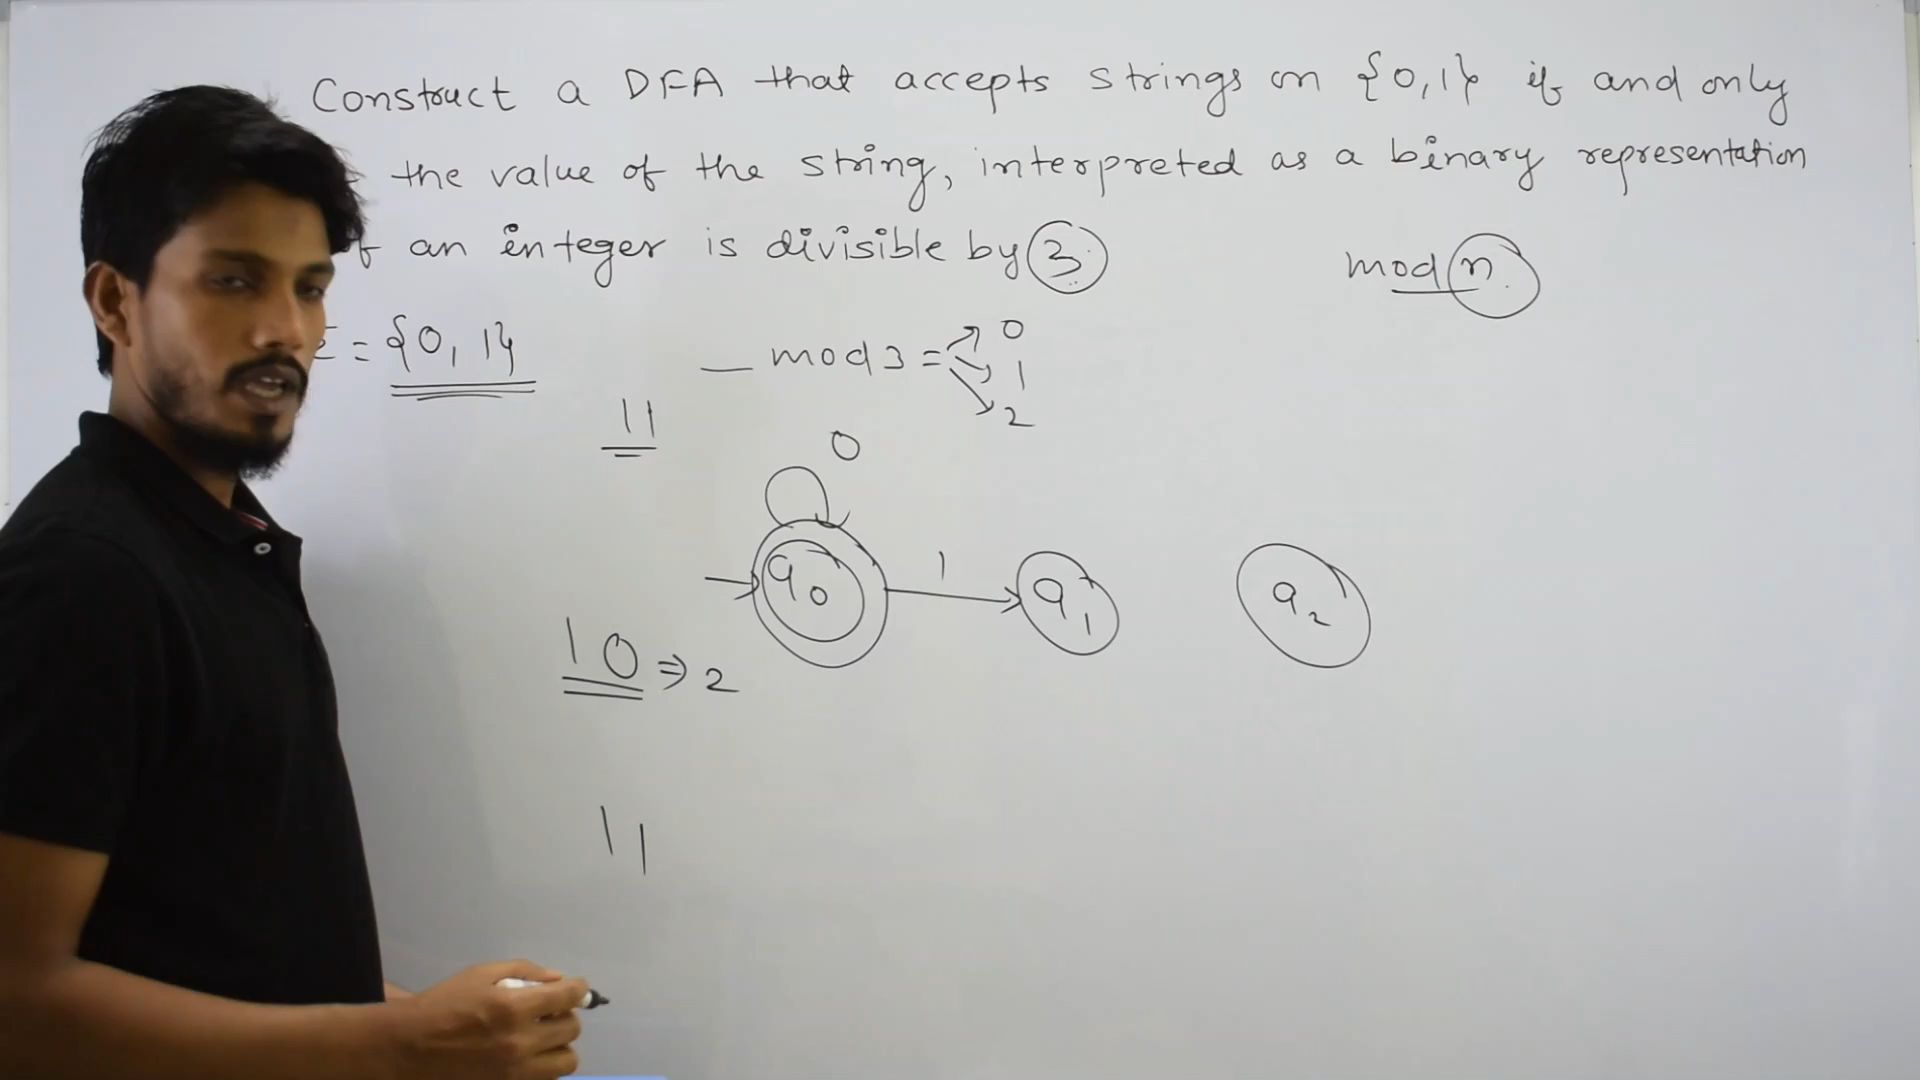 Construct a DFA that accepts strings on {0,1} if and only
the value of the string, interpreted as a binary representation
an integer is divisible by 3
mod n
= {0, 1}
__ mod 3 = 0
1
2
11
0
q0 1 q1 q2
10 ⇒ 2
11